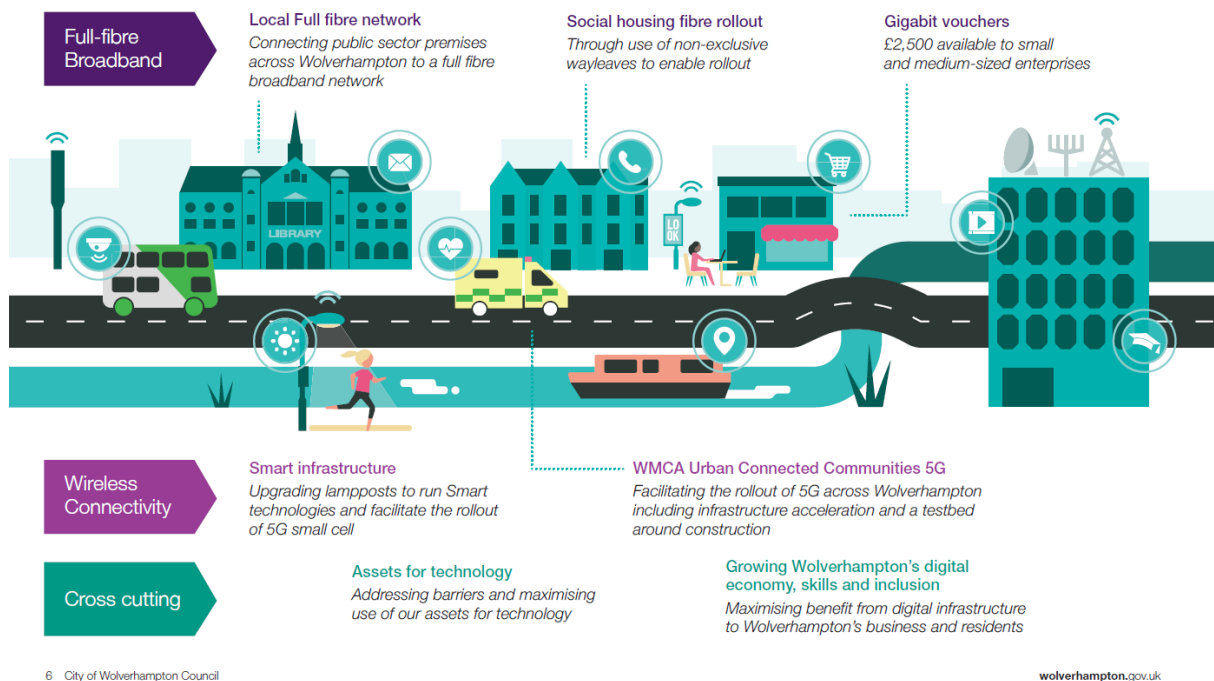 Full-fibre
Broadband
Local Full fibre network
Connecting public sector premises
across Wolverhampton to a full fibre
broadband network
Social housing fibre rollout
Through use of non-exclusive
wayleaves to enable rollout
Gigabit vouchers
£2,500 available to small
and medium-sized enterprises
LIBRARY
LO
OK
Wireless
Connectivity
Smart infrastructure
Upgrading lampposts to run Smart
technologies and facilitate the rollout
of 5G small cell
WMCA Urban Connected Communities 5G
Facilitating the rollout of 5G across Wolverhampton
including infrastructure acceleration and a testbed
around construction
Cross cutting
Assets for technology
Addressing barriers and maximising
use of our assets for technology
Growing Wolverhampton's digital
economy, skills and inclusion
Maximising benefit from digital infrastructure
to Wolverhampton's business and residents
6 City of Wolverhampton Council
wolverhampton.gov.uk